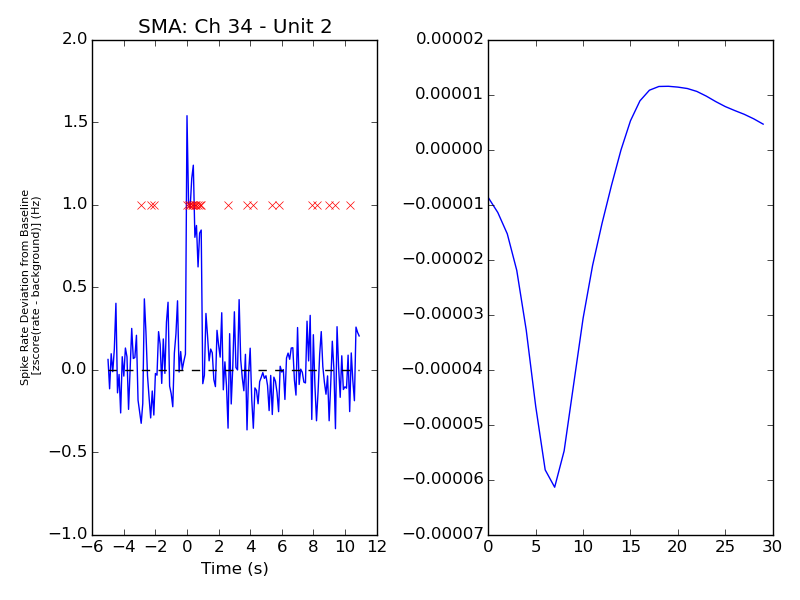 SMA: Ch 34 - Unit 2
Spike Rate Deviation from Baseline
[zscore(rate - background)] (Hz)
2.0
1.5
1.0
0.5
0.0
−0.5
−1.0
−6 −4 −2 0 2 4 6 8 10 12
Time (s)
0.00002
0.00001
0.00000
−0.00001
−0.00002
−0.00003
−0.00004
−0.00005
−0.00006
−0.00007
0 5 10 15 20 25 30